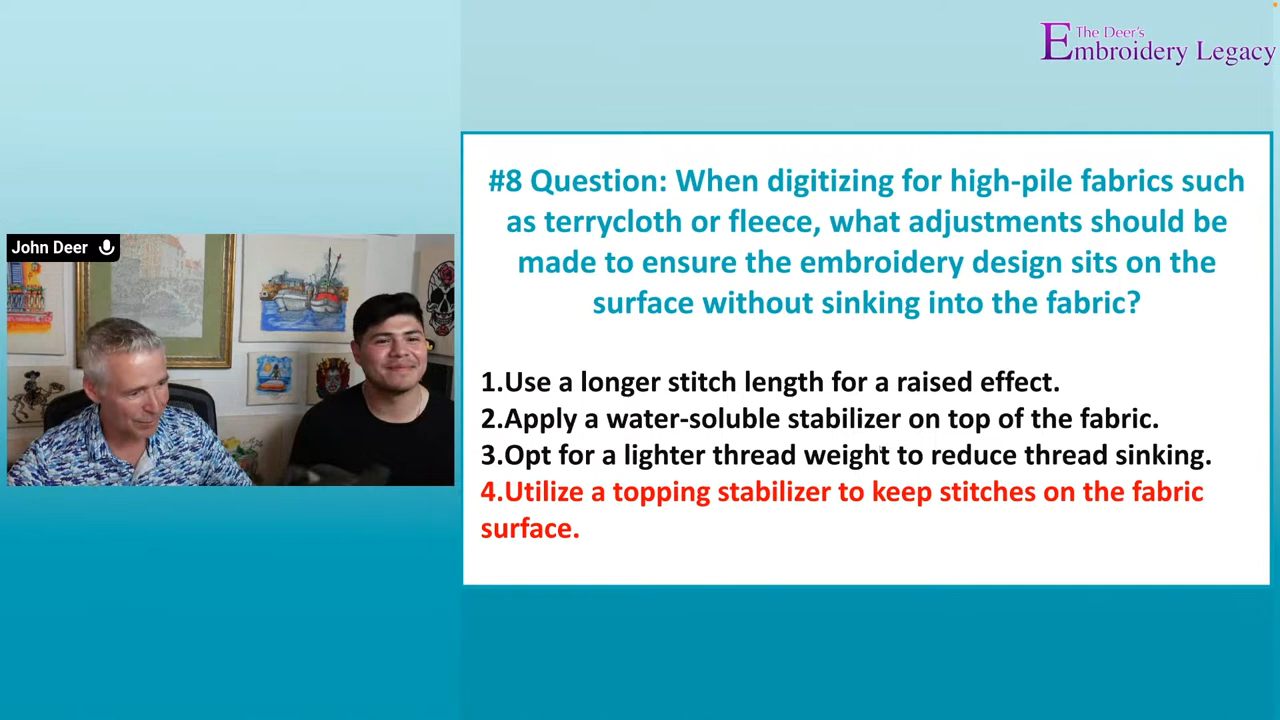 The Deer's
Embroidery Legacy
#8 Question: When digitizing for high-pile fabrics such
as terrycloth or fleece, what adjustments should be
made to ensure the embroidery design sits on the
surface without sinking into the fabric?
John Deer
1.Use a longer stitch length for a raised effect.
2.Apply a water-soluble stabilizer on top of the fabric.
3.Opt for a lighter thread weight to reduce thread sinking.
4.Utilize a topping stabilizer to keep stitches on the fabric
surface.